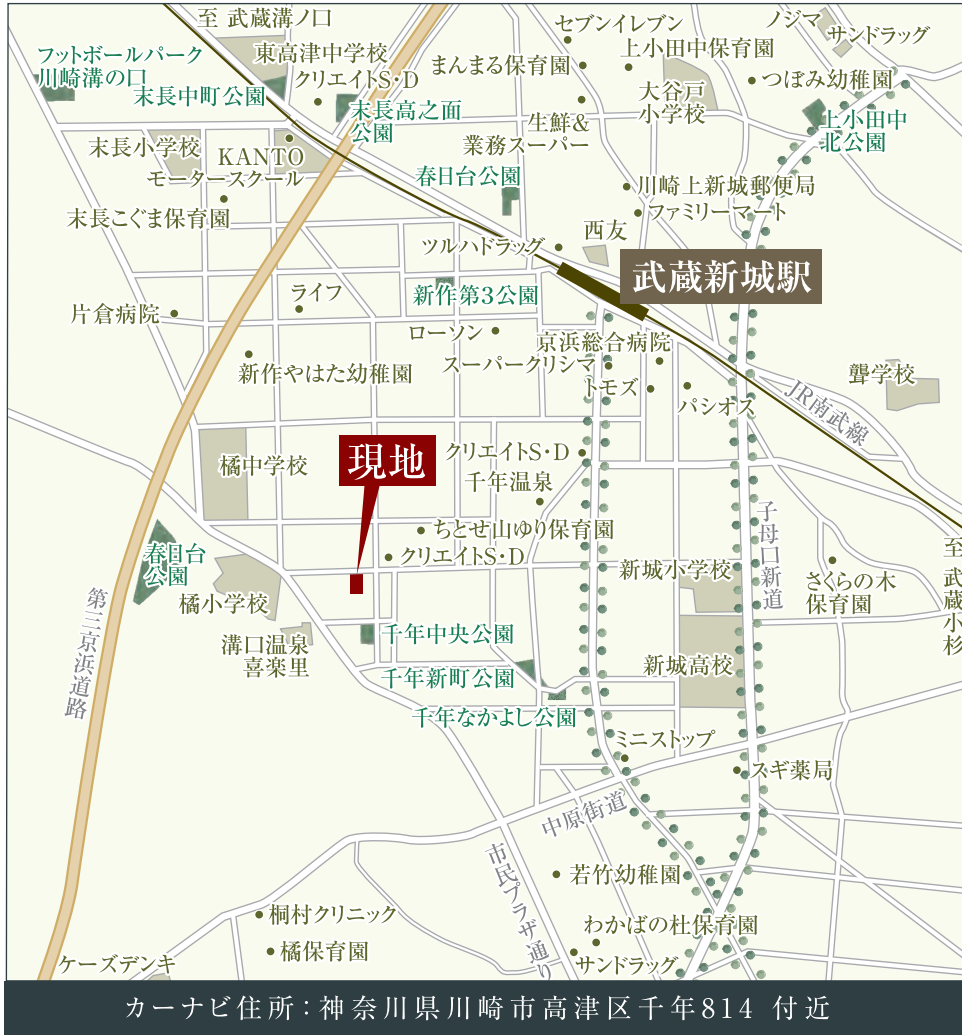 至 武蔵溝ノ口
セブンイレブン
ノジマ
サンドラッグ
フットボールパーク
川崎溝の口
東高津中学校
クリエイトS・D
まんまる保育園
上小田中保育園
末長中町公園
大谷戸
小学校
つぼみ幼稚園
末長高之面
公園
生鮮&
業務スーパー
上小田中
北公園
末長小学校
KANTO
モータースクール
春日台公園
川崎上新城郵便局
ファミリーマート
末長こぐま保育園
ツルハドラッグ
西友
武蔵新城駅
片倉病院
ライフ
新作第3公園
ローソン
京浜総合病院
スーパークリシマ
新作やはた幼稚園
トモズ
パシオス
聾学校
JR南武線
橘中学校
現地
クリエイトS・D
千年温泉
ちとせ山ゆり保育園
クリエイトS・D
子母口新道
春日台
公園
橘小学校
新城小学校
さくらの木
保育園
至 武蔵小杉
第三京浜道路
溝口温泉
喜楽里
千年中央公園
千年新町公園
新城高校
千年なかよし公園
ミニストップ
スギ薬局
中原街道
市民プラザ通り
若竹幼稚園
桐村クリニック
わかばの杜保育園
橘保育園
ケーズデンキ
サンドラッグ
カーナビ住所:神奈川県川崎市高津区千年814 付近